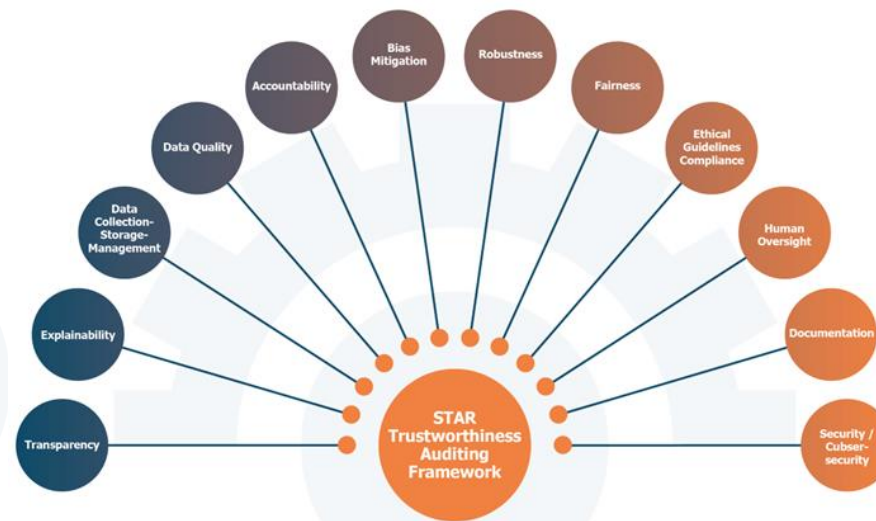 Bias
Mitigation
Robustness
Accountability
Fairness
Data Quality
Ethical
Guidelines
Compliance
Data
Collection-
Storage-
Management
Human
Oversight
Explainability
Documentation
STAR
Trustworthiness
Auditing
Framework
Transparency
Security /
Cubser-
security